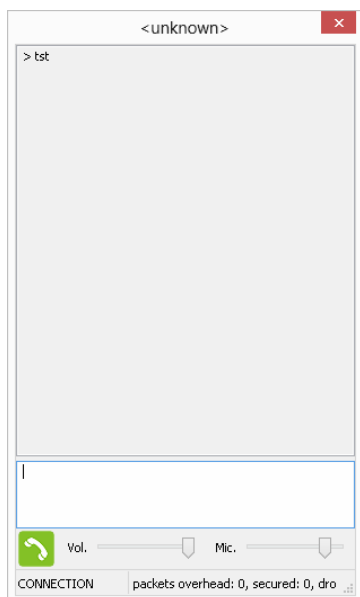 <unknown>
> tst
Vol. Mic.
CONNECTION packets overhead: 0, secured: 0, dro